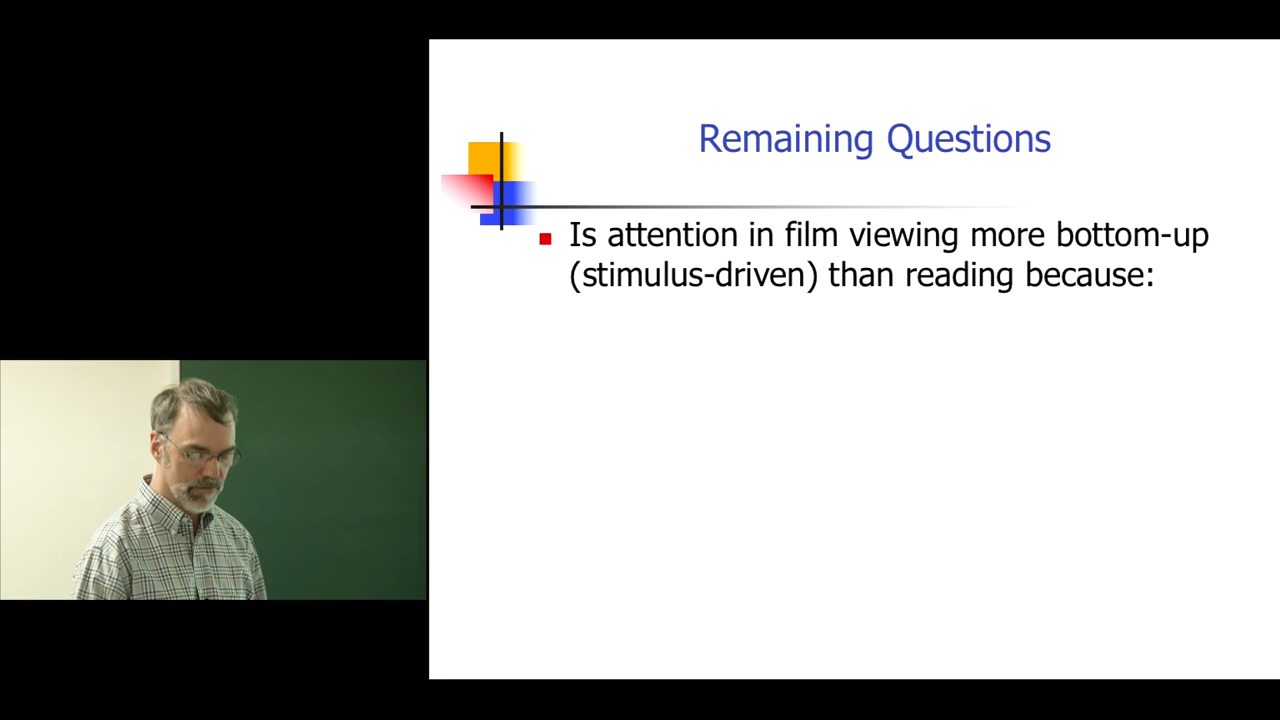 Remaining Questions
Is attention in film viewing more bottom-up
(stimulus-driven) than reading because: